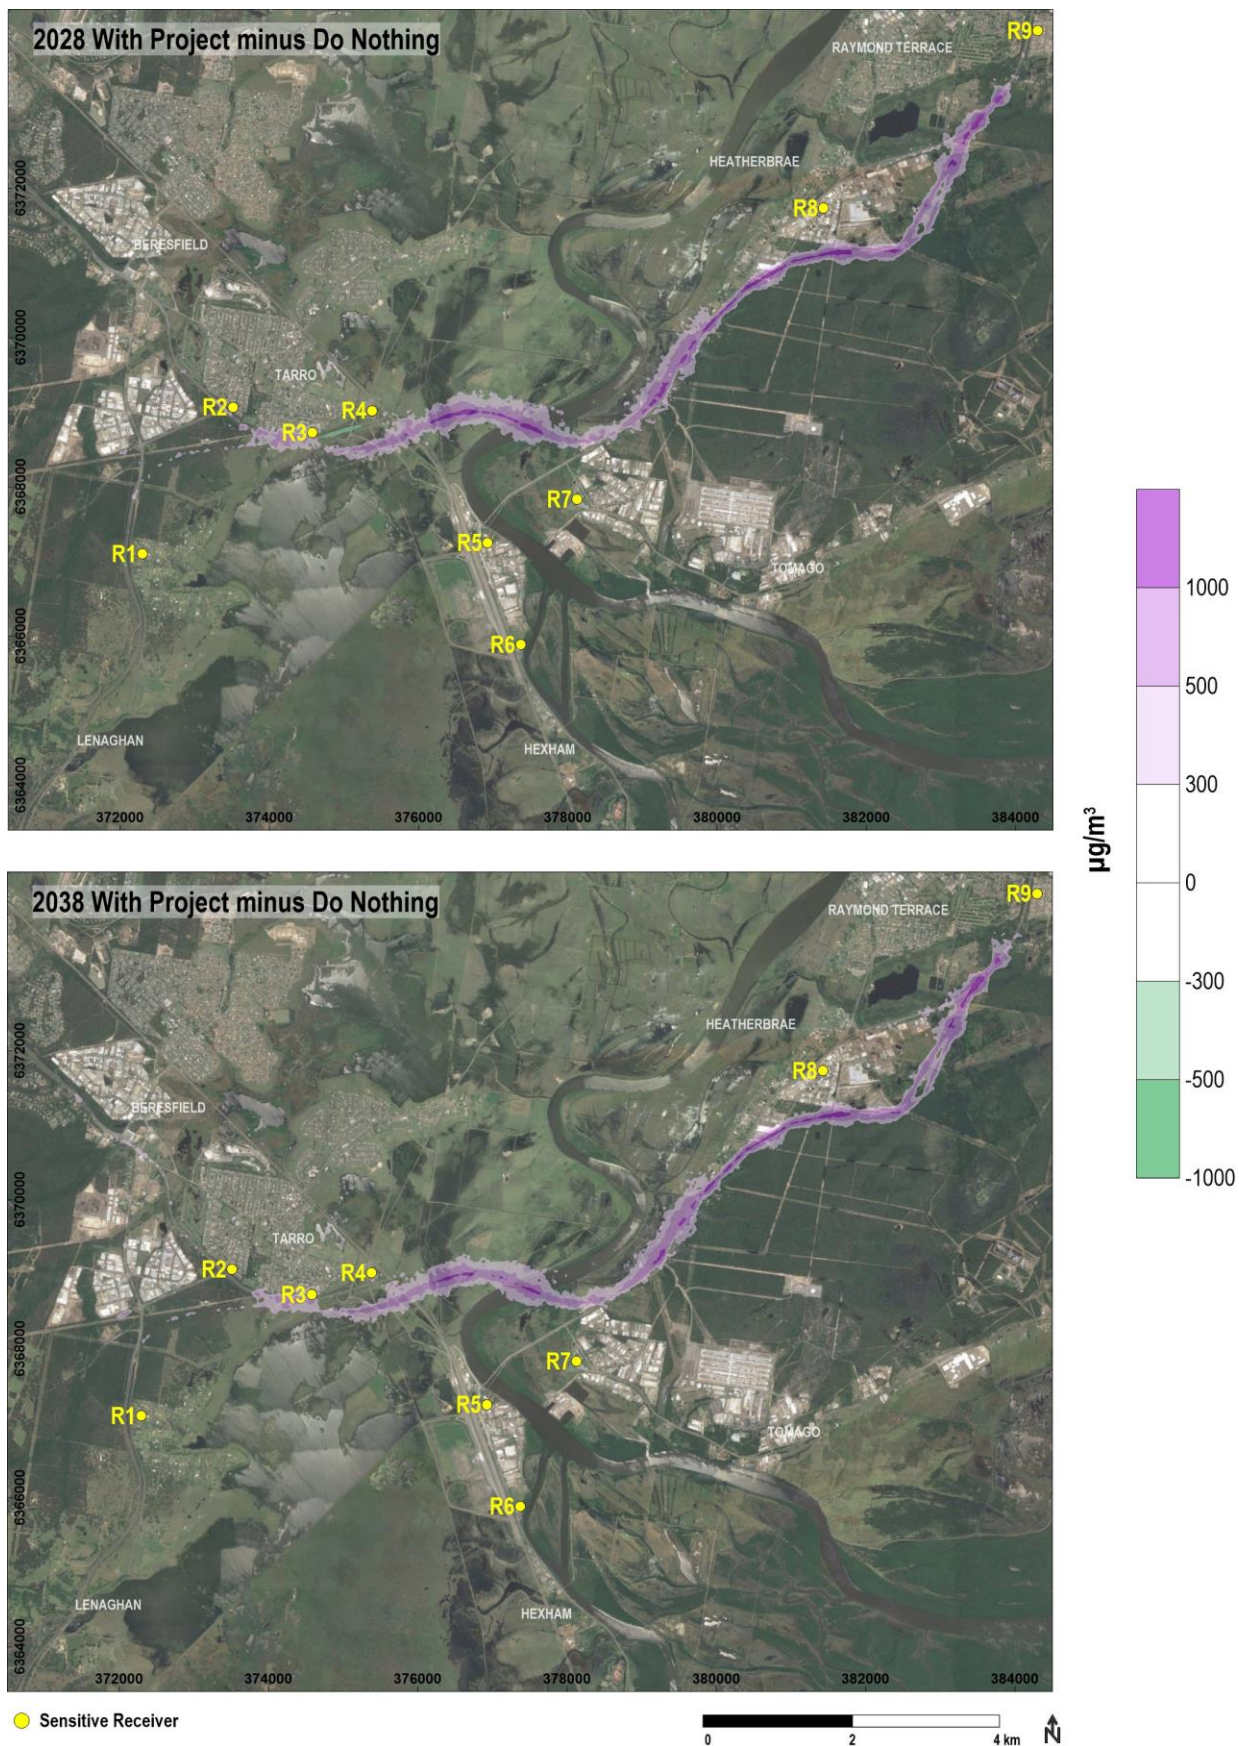 2028 With Project minus Do Nothing
R9
RAYMOND TERRACE
HEATHERBRAE
6372000
R8
BERESFIELD
6370000
TARRO
R2
R4
R3
6368000
R7
R5
R1
TOMAGO
6366000
R6
LENAGHAN
HEXHAM
6364000
372000 374000 376000 378000 380000 382000 384000
1000
500
300
0
-300
-500
-1000
µg/m³
2038 With Project minus Do Nothing
R9
RAYMOND TERRACE
HEATHERBRAE
6372000
R8
BERESFIELD
6370000
TARRO
R2
R4
R3
6368000
R7
R5
R1
TOMAGO
6366000
R6
LENAGHAN
HEXHAM
6364000
372000 374000 376000 378000 380000 382000 384000
Sensitive Receiver
0 2 4 km
N